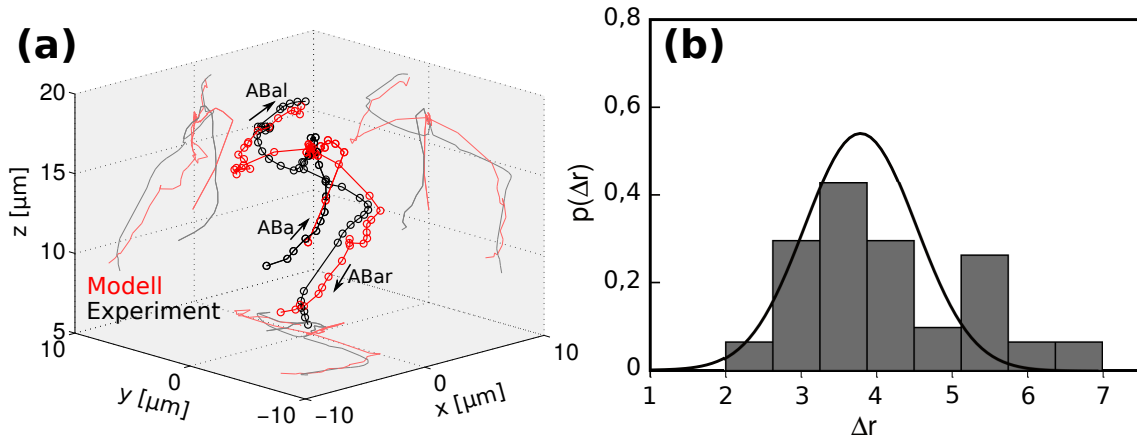 (a)
20
15
10
5
z [µm]
ABal
ABa
ABar
Modell
Experiment
10
0
−10
y [µm]
−10
0
10
x [µm]
(b)
0,8
0,6
0,4
0,2
0
p(Δr)
1 2 3 4 5 6 7
Δr